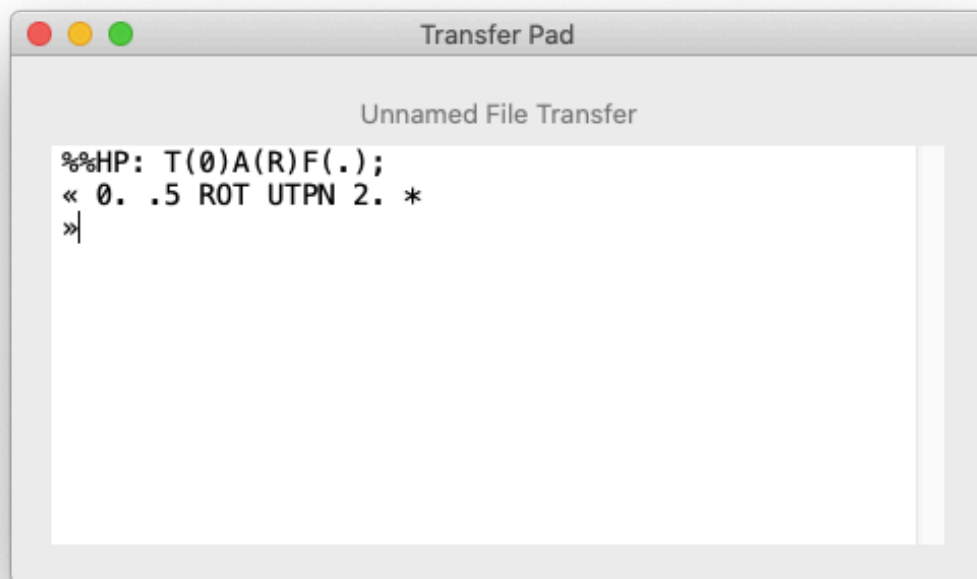 Transfer Pad
Unnamed File Transfer
%%HP: T(0)A(R)F(.);
« 0. .5 ROT UTPN 2. *
»